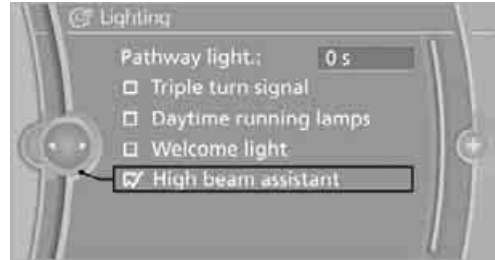 Lighting
Pathway light.: 0 s
Triple turn signal
Daytime running lamps
Welcome light
High beam assistant